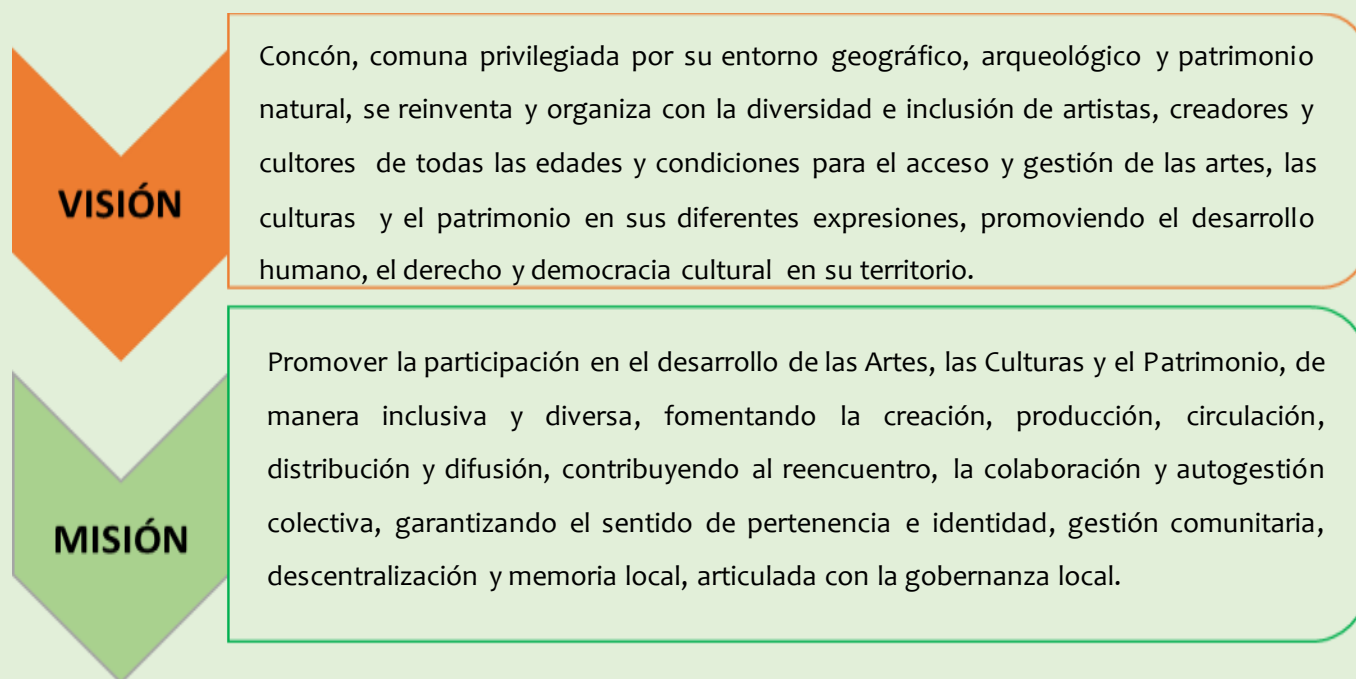 VISIÓN
Concón, comuna privilegiada por su entorno geográfico, arqueológico y patrimonio
natural, se reinventa y organiza con la diversidad e inclusión de artistas, creadores y
cultores de todas las edades y condiciones para el acceso y gestión de las artes, las
culturas y el patrimonio en sus diferentes expresiones, promoviendo el desarrollo
humano, el derecho y democracia cultural en su territorio.
MISIÓN
Promover la participación en el desarrollo de las Artes, las Culturas y el Patrimonio, de
manera inclusiva y diversa, fomentando la creación, producción, circulación,
distribución y difusión, contribuyendo al reencuentro, la colaboración y autogestión
colectiva, garantizando el sentido de pertenencia e identidad, gestión comunitaria,
descentralización y memoria local, articulada con la gobernanza local.